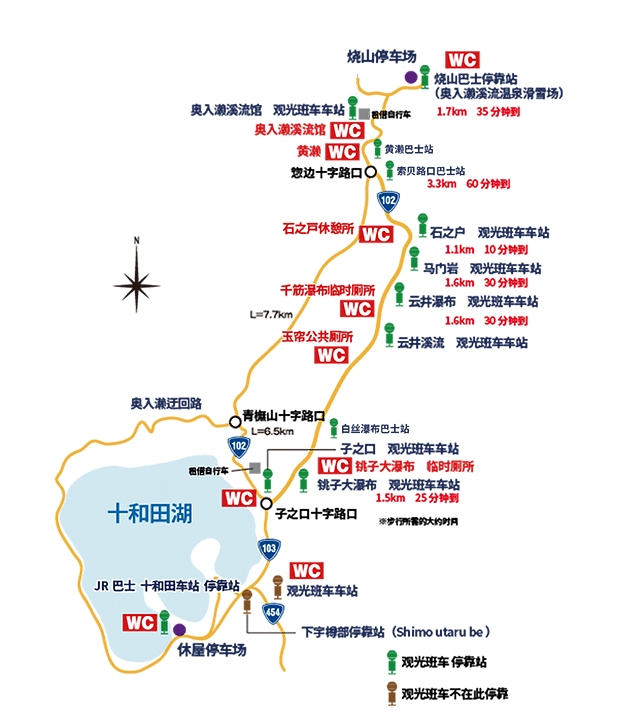 烧山停车场
WC
烧山巴士停靠站
（奥入濑溪流温泉滑雪场）
1.7km 35 分钟到
奥入濑溪流馆 观光班车车站
租借自行车
奥入濑溪流馆 WC
黄濑 WC
黄濑巴士站
惣边十字路口
索贝路口巴士站
3.3km 60 分钟到
102
石之戸休憩所
WC
石之户 观光班车车站
1.1km 10 分钟到
N
马门岩 观光班车车站
1.6km 30 分钟到
千筋瀑布临时厕所
WC
云井瀑布 观光班车车站
L=7.7km
1.6km 30 分钟到
玉帘公共厕所
WC
云井溪流 观光班车车站
奥入濑迂回路
青橅山十字路口
L=6.5km
白丝瀑布巴士站
102
子之口 观光班车车站
租借自行车
WC 铫子大瀑布 临时厕所
铫子大瀑布 观光班车车站
1.5km 25 分钟到
WC
十和田湖
子之口十字路口
※步行所需的大约时间
103
WC
JR 巴士 十和田车站 停靠站
观光班车车站
454
WC
下宇樽部停靠站（Shimo utaru be ）
休屋停车场
观光班车 停靠站
观光班车不在此停靠